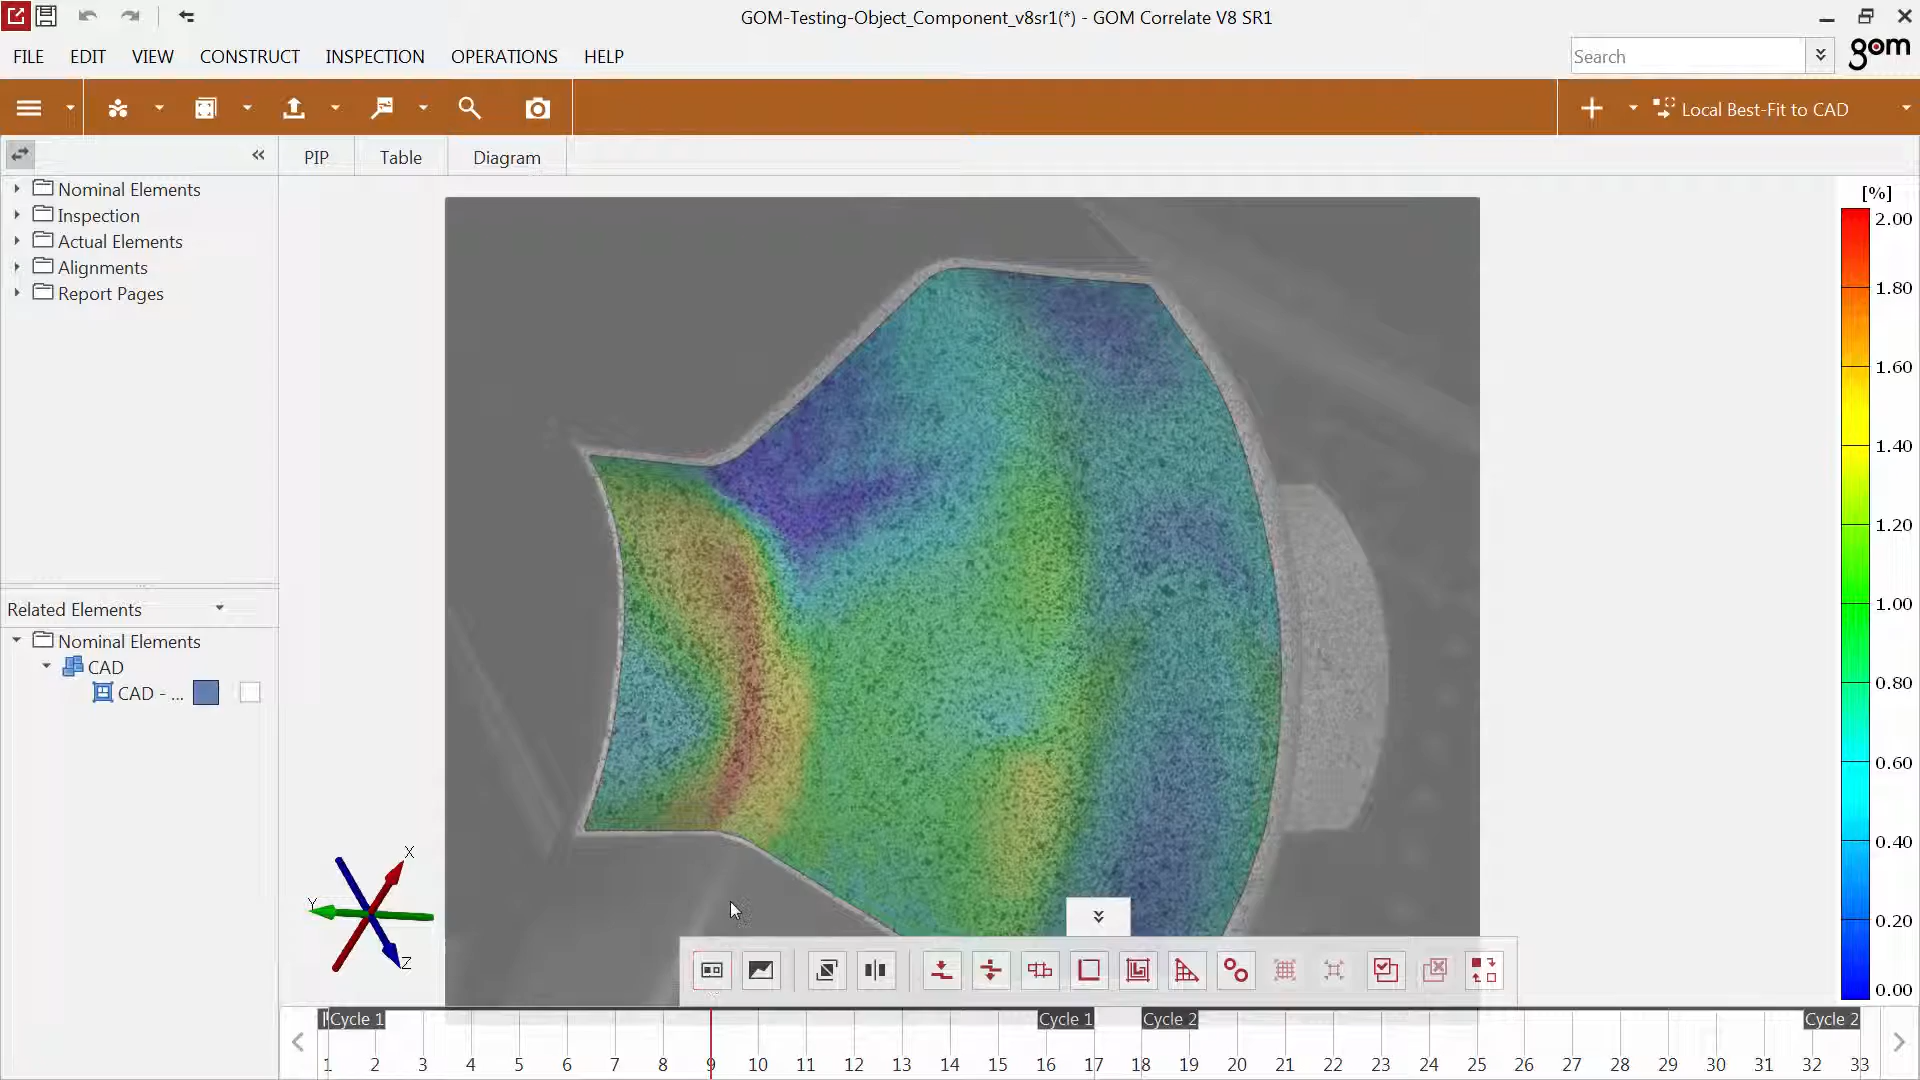 GOM-Testing-Object_Component_v8sr1(*) - GOM Correlate V8 SR1
FILE EDIT VIEW CONSTRUCT INSPECTION OPERATIONS HELP
Search
gom
Local Best-Fit to CAD
PIP Table Diagram
Nominal Elements
Inspection
Actual Elements
Alignments
Report Pages
Related Elements
Nominal Elements
CAD
CAD - ...
[%]
2.00
1.80
1.60
1.40
1.20
1.00
0.80
0.60
0.40
0.20
0.00
X
Y
Z
Cycle 1 Cycle 1 Cycle 2 Cycle 2
1 2 3 4 5 6 7 8 9 10 11 12 13 14 15 16 17 18 19 20 21 22 23 24 25 26 27 28 29 30 31 32 33